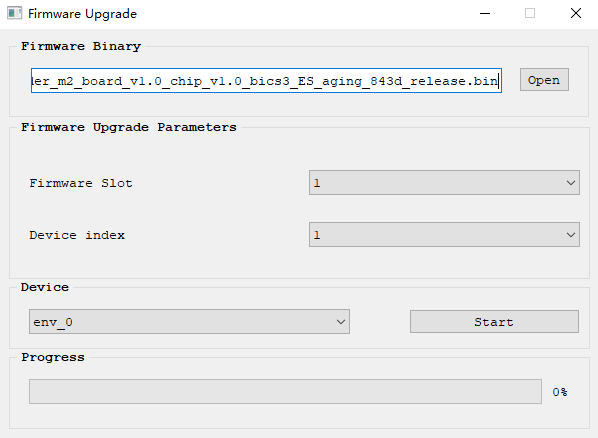 Firmware Upgrade
Firmware Binary
der_m2_board_v1.0_chip_v1.0_bics3_ES_aging_843d_release.bin
Open
Firmware Upgrade Parameters
Firmware Slot
1
Device index
1
Device
env_0
Start
Progress
0%